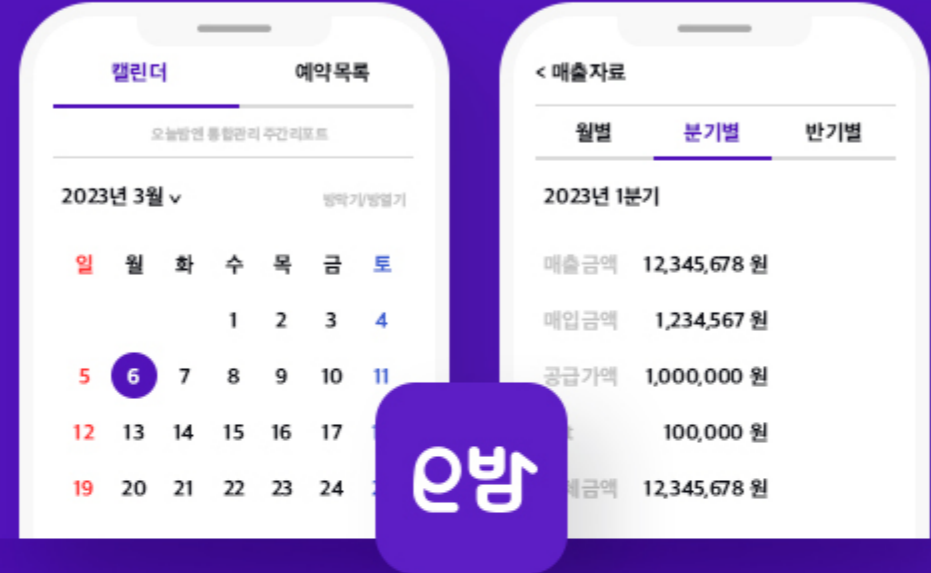 캘린더 예약목록
오늘밤엔 통합관리 주간리포트
2023년 3월
방막기/방열기
일 월 화 수 목 금 토
1 2 3 4
5 6 7 8 9 10 11
12 13 14 15 16 17
19 20 21 22 23 24
< 매출자료
월별 분기별 반기별
2023년 1분기
매출금액 12,345,678 원
매입금액 1,234,567 원
공급가액 1,000,000 원
100,000 원
금액 12,345,678 원
밤